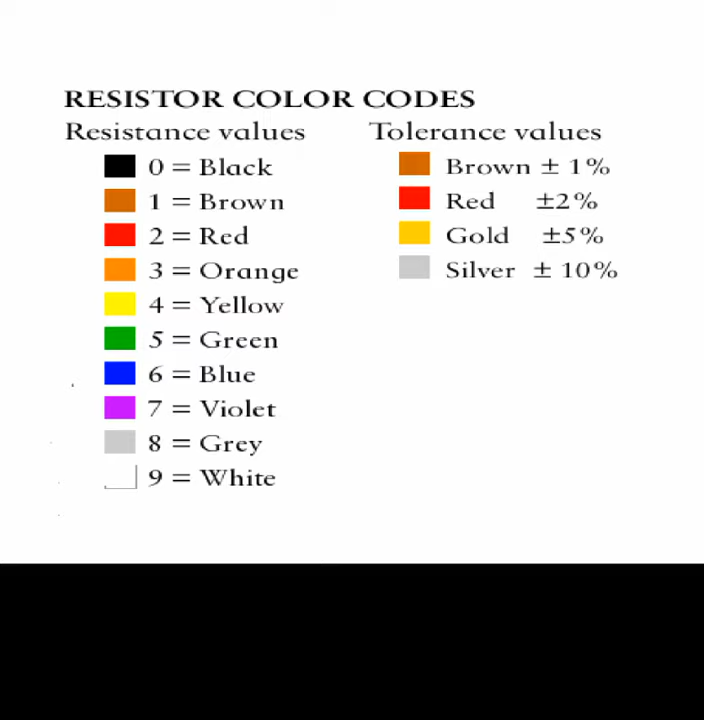 RESISTOR COLOR CODES
Resistance values
0 = Black
1 = Brown
2 = Red
3 = Orange
4 = Yellow
5 = Green
6 = Blue
7 = Violet
8 = Grey
9 = White
Tolerance values
Brown ± 1%
Red ±2%
Gold ±5%
Silver ± 10%